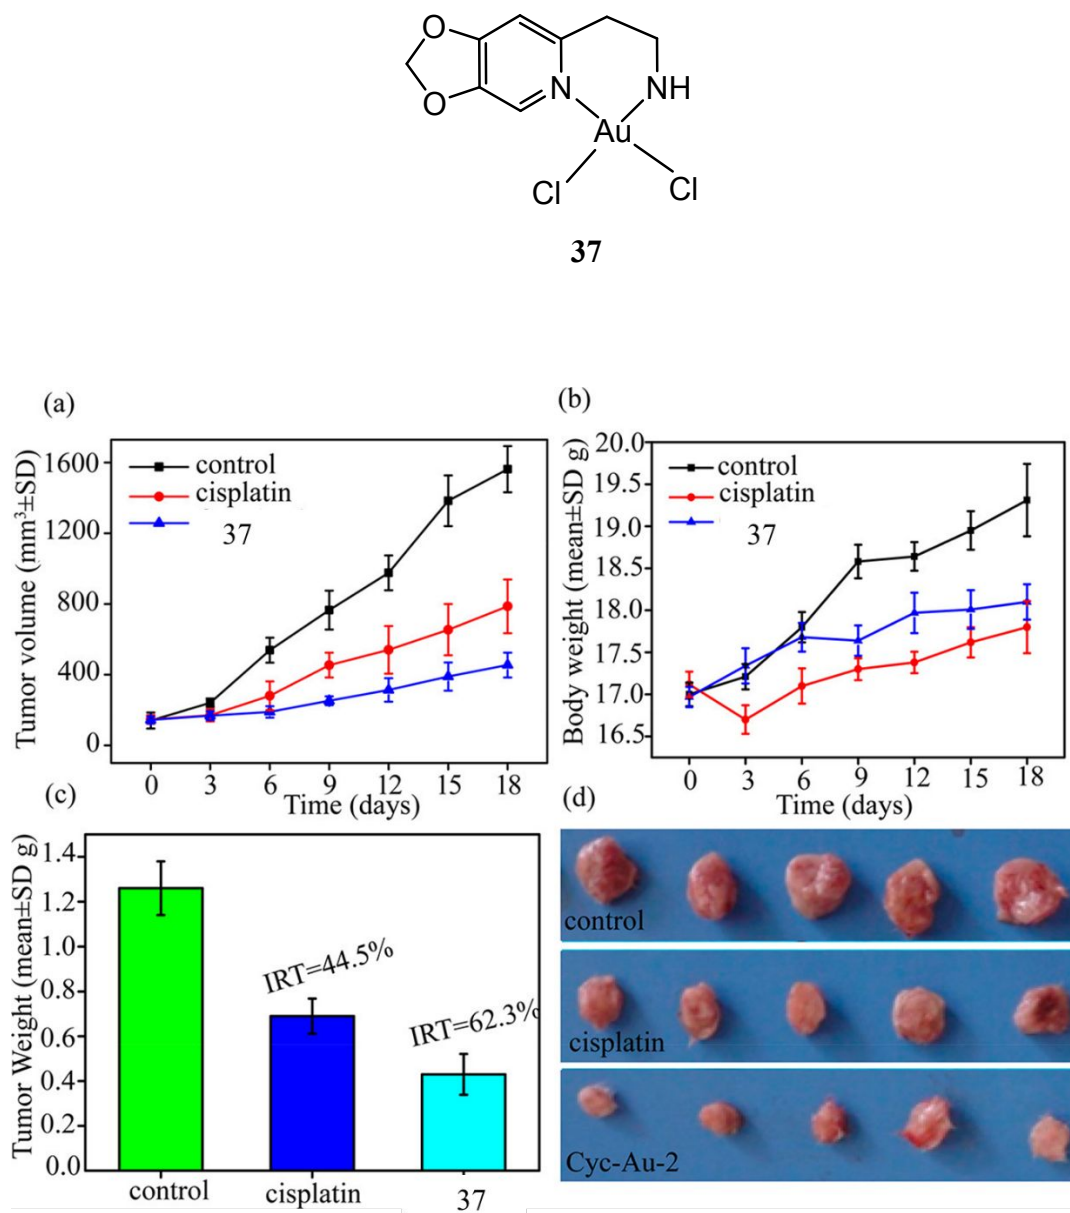 O
O
N
NH
Au
Cl
Cl
37
(a)
Tumor volume (mm³±SD)
1600
1200
800
400
0
control
cisplatin
37
0 3 6 9 12 15 18
Time (days)
(b)
Body weight (mean±SD g)
20.0
19.5
19.0
18.5
18.0
17.5
17.0
16.5
control
cisplatin
37
0 3 6 9 12 15 18
Time (days)
(c)
Tumor Weight (mean±SD g)
1.4
1.2
1.0
0.8
0.6
0.4
0.2
0.0
IRT=44.5%
IRT=62.3%
control cisplatin 37
(d)
control
cisplatin
Cyc-Au-2